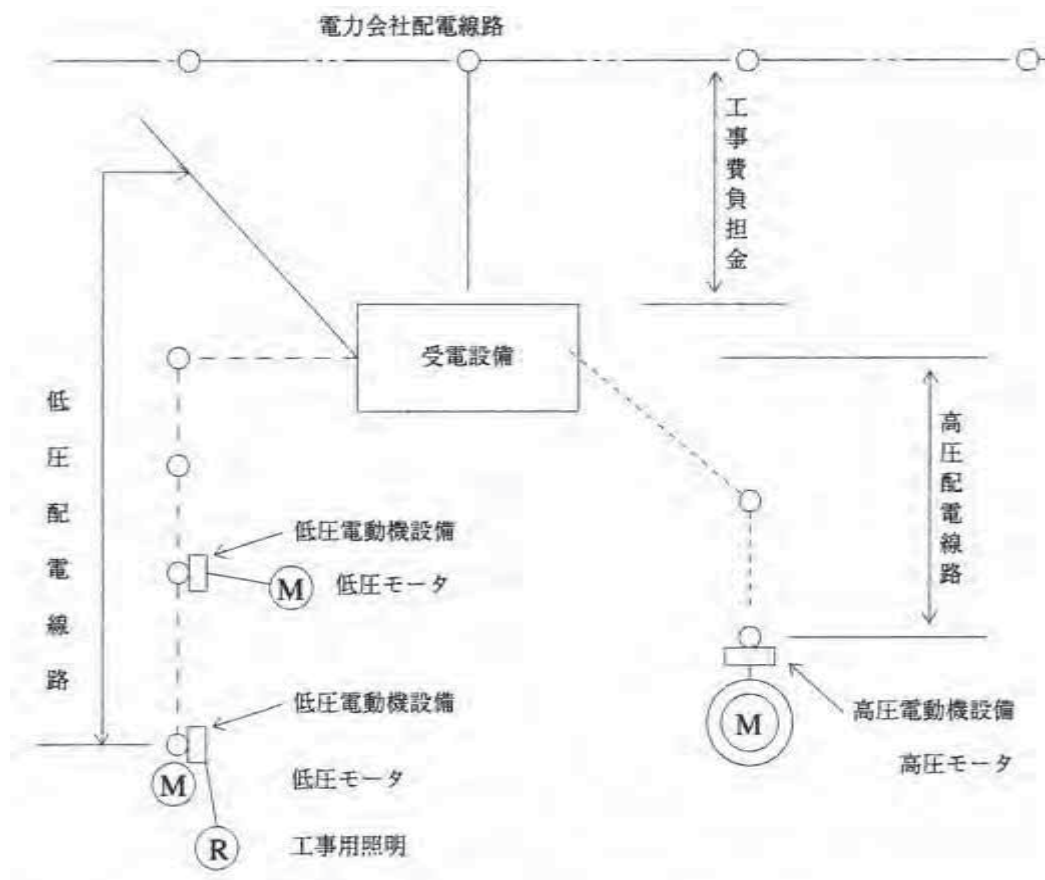 電力会社配電線路
工事費負担金
受電設備
低圧配電線路
高圧配電線路
低圧電動機設備
M
低圧モータ
低圧電動機設備
M
高圧電動機設備
M
低圧モータ
高圧モータ
R
工事用照明